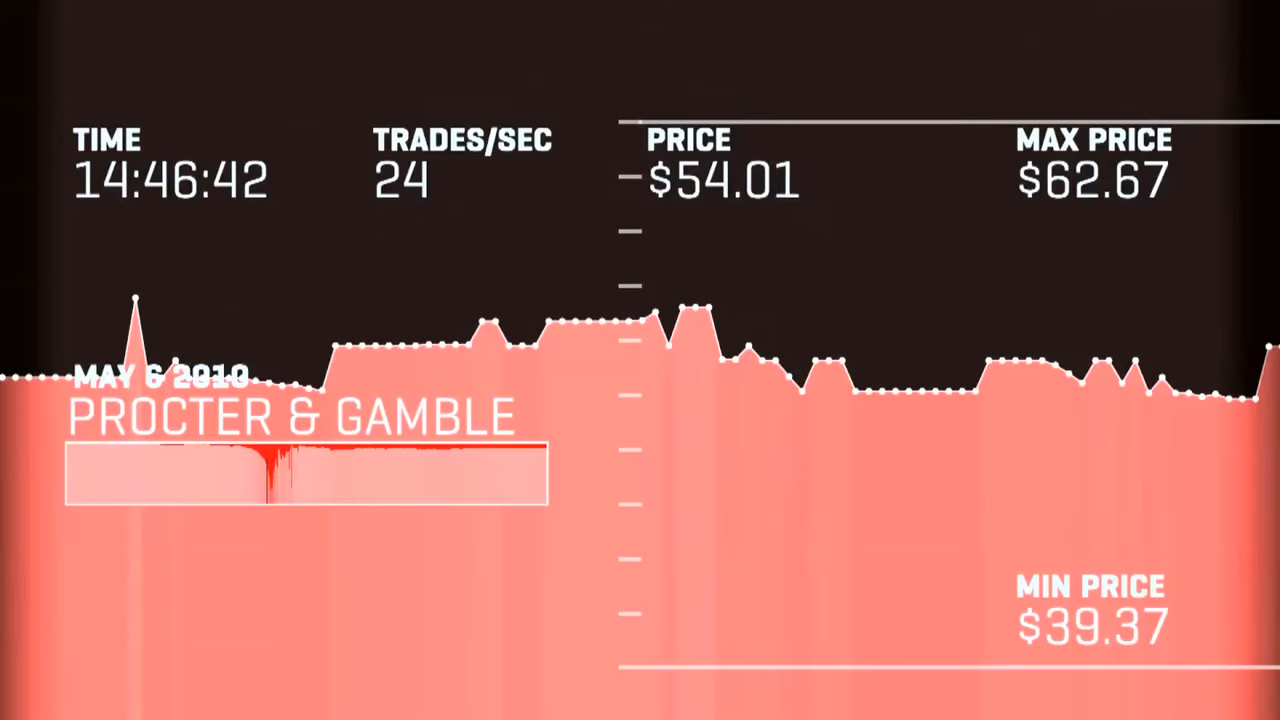 TIME
14:46:42
TRADES/SEC
24
PRICE
$54.01
MAX PRICE
$62.67
MAY 6 2010
PROCTER & GAMBLE
MIN PRICE
$39.37